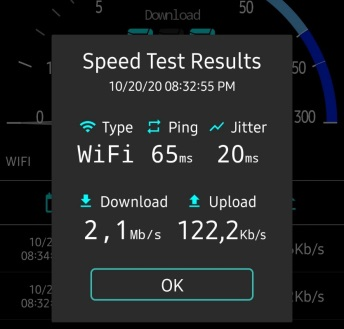 5
Download
50
1
50
0
300
Speed Test Results
10/20/20 08:32:55 PM
Type Ping Jitter
WiFi 65ms 20ms
WIFI
Download Upload
2,1Mb/s 122,2Kb/s
10/2
08:34:
Kb/s
10/2
08:32:
Kb/s
OK